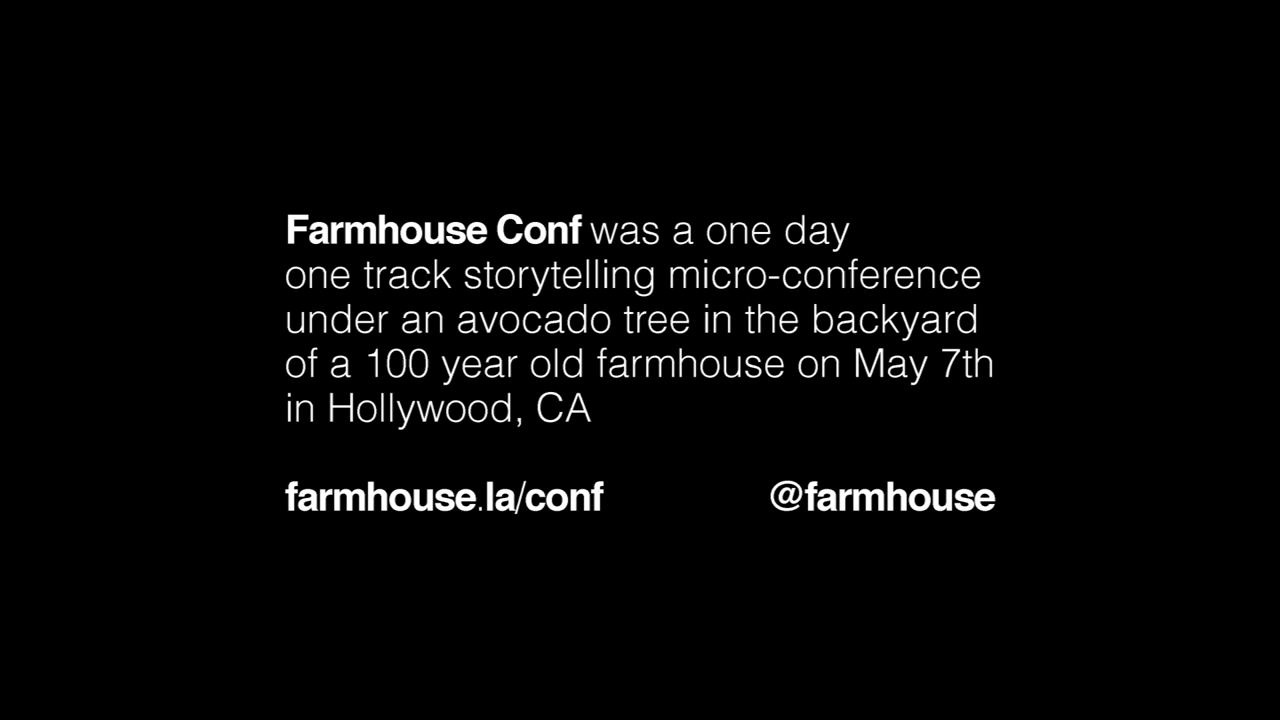 Farmhouse Conf was a one day
one track storytelling micro-conference
under an avocado tree in the backyard
of a 100 year old farmhouse on May 7th
in Hollywood, CA
farmhouse.la/conf @farmhouse